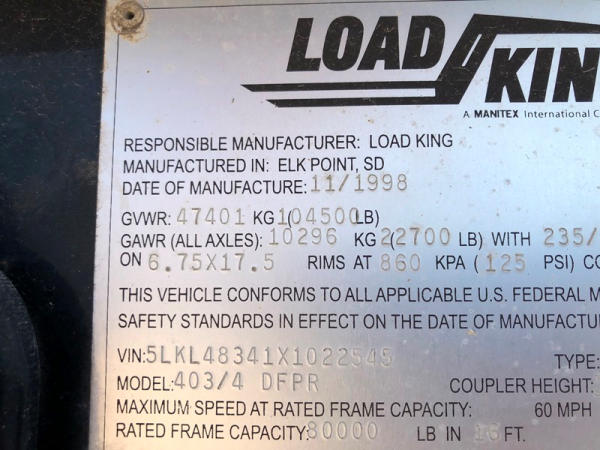 LOAD KIN
A MANITEX International C
RESPONSIBLE MANUFACTURER: LOAD KING
MANUFACTURED IN: ELK POINT, SD
DATE OF MANUFACTURE: 11/1998
GVWR: 47401 KG (104500LB)
GAWR (ALL AXLES): 10296 KG (22700 LB) WITH 235/
ON 6.75X17.5 RIMS AT 860 KPA (125 PSI) CO
THIS VEHICLE CONFORMS TO ALL APPLICABLE U.S. FEDERAL M
SAFETY STANDARDS IN EFFECT ON THE DATE OF MANUFACTU
VIN: 5LKL48341X1022545 TYPE:
MODEL: 403/4 DFPR COUPLER HEIGHT:
MAXIMUM SPEED AT RATED FRAME CAPACITY: 60 MPH
RATED FRAME CAPACITY: 80000 LB IN 16 FT.